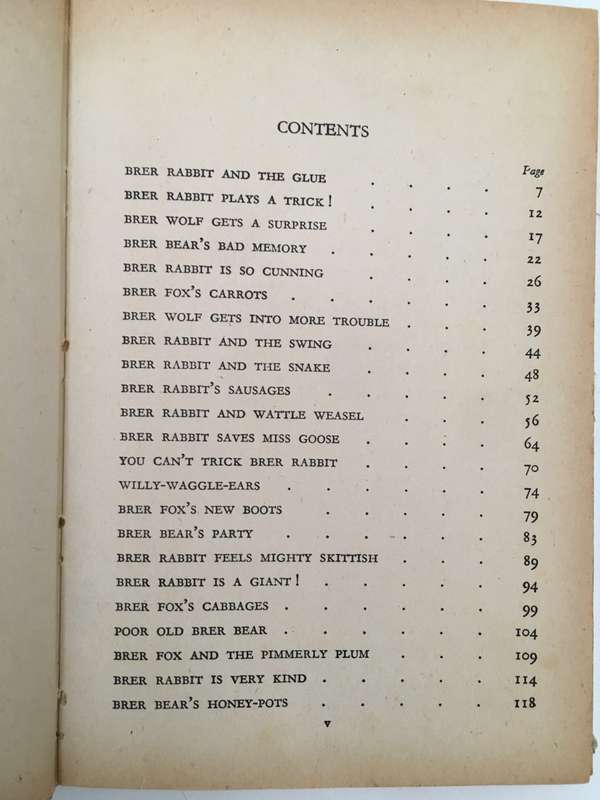 CONTENTS
Page
BRER RABBIT AND THE GLUE . . . . 7
BRER RABBIT PLAYS A TRICK! . . . . 12
BRER WOLF GETS A SURPRISE . . . . 17
BRER BEAR'S BAD MEMORY . . . . . 22
BRER RABBIT IS SO CUNNING . . . . 26
BRER FOX'S CARROTS . . . . . . 33
BRER WOLF GETS INTO MORE TROUBLE . . . 39
BRER RABBIT AND THE SWING . . . . 44
BRER RABBIT AND THE SNAKE . . . . 48
BRER RABBIT'S SAUSAGES . . . . . 52
BRER RABBIT AND WATTLE WEASEL . . . 56
BRER RABBIT SAVES MISS GOOSE . . . . 64
YOU CAN'T TRICK BRER RABBIT . . . . 70
WILLY-WAGGLE-EARS . . . . . . 74
BRER FOX'S NEW BOOTS . . . . . 79
BRER BEAR'S PARTY . . . . . . 83
BRER RABBIT FEELS MIGHTY SKITTISH . . . 89
BRER RABBIT IS A GIANT! . . . . . 94
BRER FOX'S CABBAGES . . . . . . 99
POOR OLD BRER BEAR . . . . . . 104
BRER FOX AND THE PIMMERLY PLUM . . . 109
BRER RABBIT IS VERY KIND . . . . . 114
BRER BEAR'S HONEY-POTS . . . . . 118
v